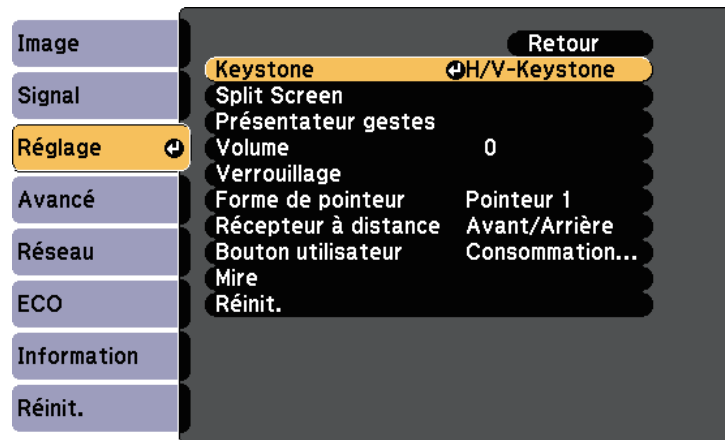 Image
Signal
Réglage
Avancé
Réseau
ECO
Information
Réinit.
Retour
Keystone H/V-Keystone
Split Screen
Présentateur gestes
Volume 0
Verrouillage
Forme de pointeur Pointeur 1
Récepteur à distance Avant/Arrière
Bouton utilisateur Consommation...
Mire
Réinit.